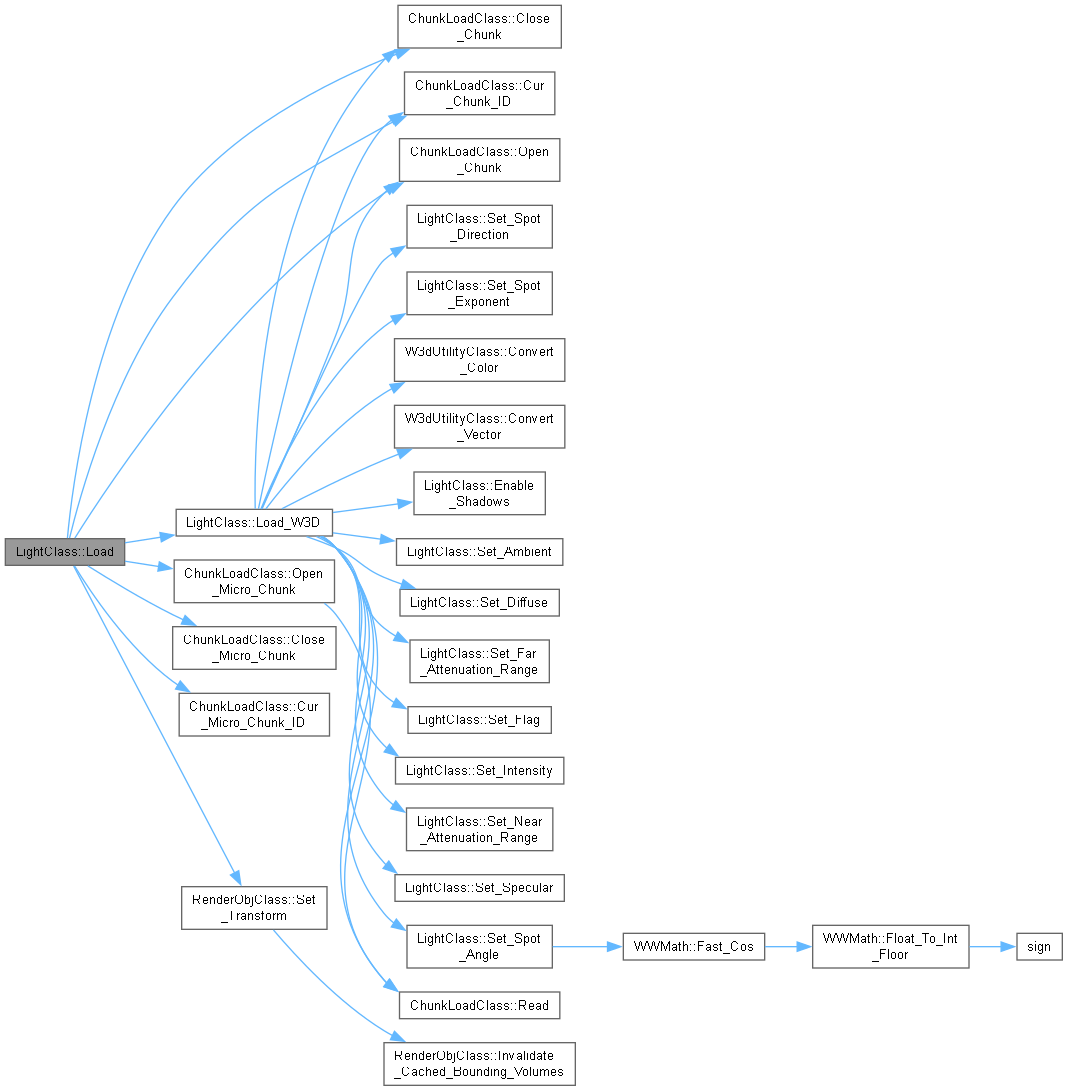 ChunkLoadClass::Close
_Chunk
ChunkLoadClass::Cur
_Chunk_ID
ChunkLoadClass::Open
_Chunk
LightClass::Set_Spot
_Direction
LightClass::Set_Spot
_Exponent
W3dUtilityClass::Convert
_Color
W3dUtilityClass::Convert
_Vector
LightClass::Enable
_Shadows
LightClass::Load_W3D
LightClass::Load
LightClass::Set_Ambient
ChunkLoadClass::Open
_Micro_Chunk
LightClass::Set_Diffuse
ChunkLoadClass::Close
_Micro_Chunk
LightClass::Set_Far
_Attenuation_Range
ChunkLoadClass::Cur
_Micro_Chunk_ID
LightClass::Set_Flag
LightClass::Set_Intensity
LightClass::Set_Near
_Attenuation_Range
LightClass::Set_Specular
RenderObjClass::Set
_Transform
LightClass::Set_Spot
_Angle
WWMath::Fast_Cos
WWMath::Float_To_Int
_Floor
sign
ChunkLoadClass::Read
RenderObjClass::Invalidate
_Cached_Bounding_Volumes